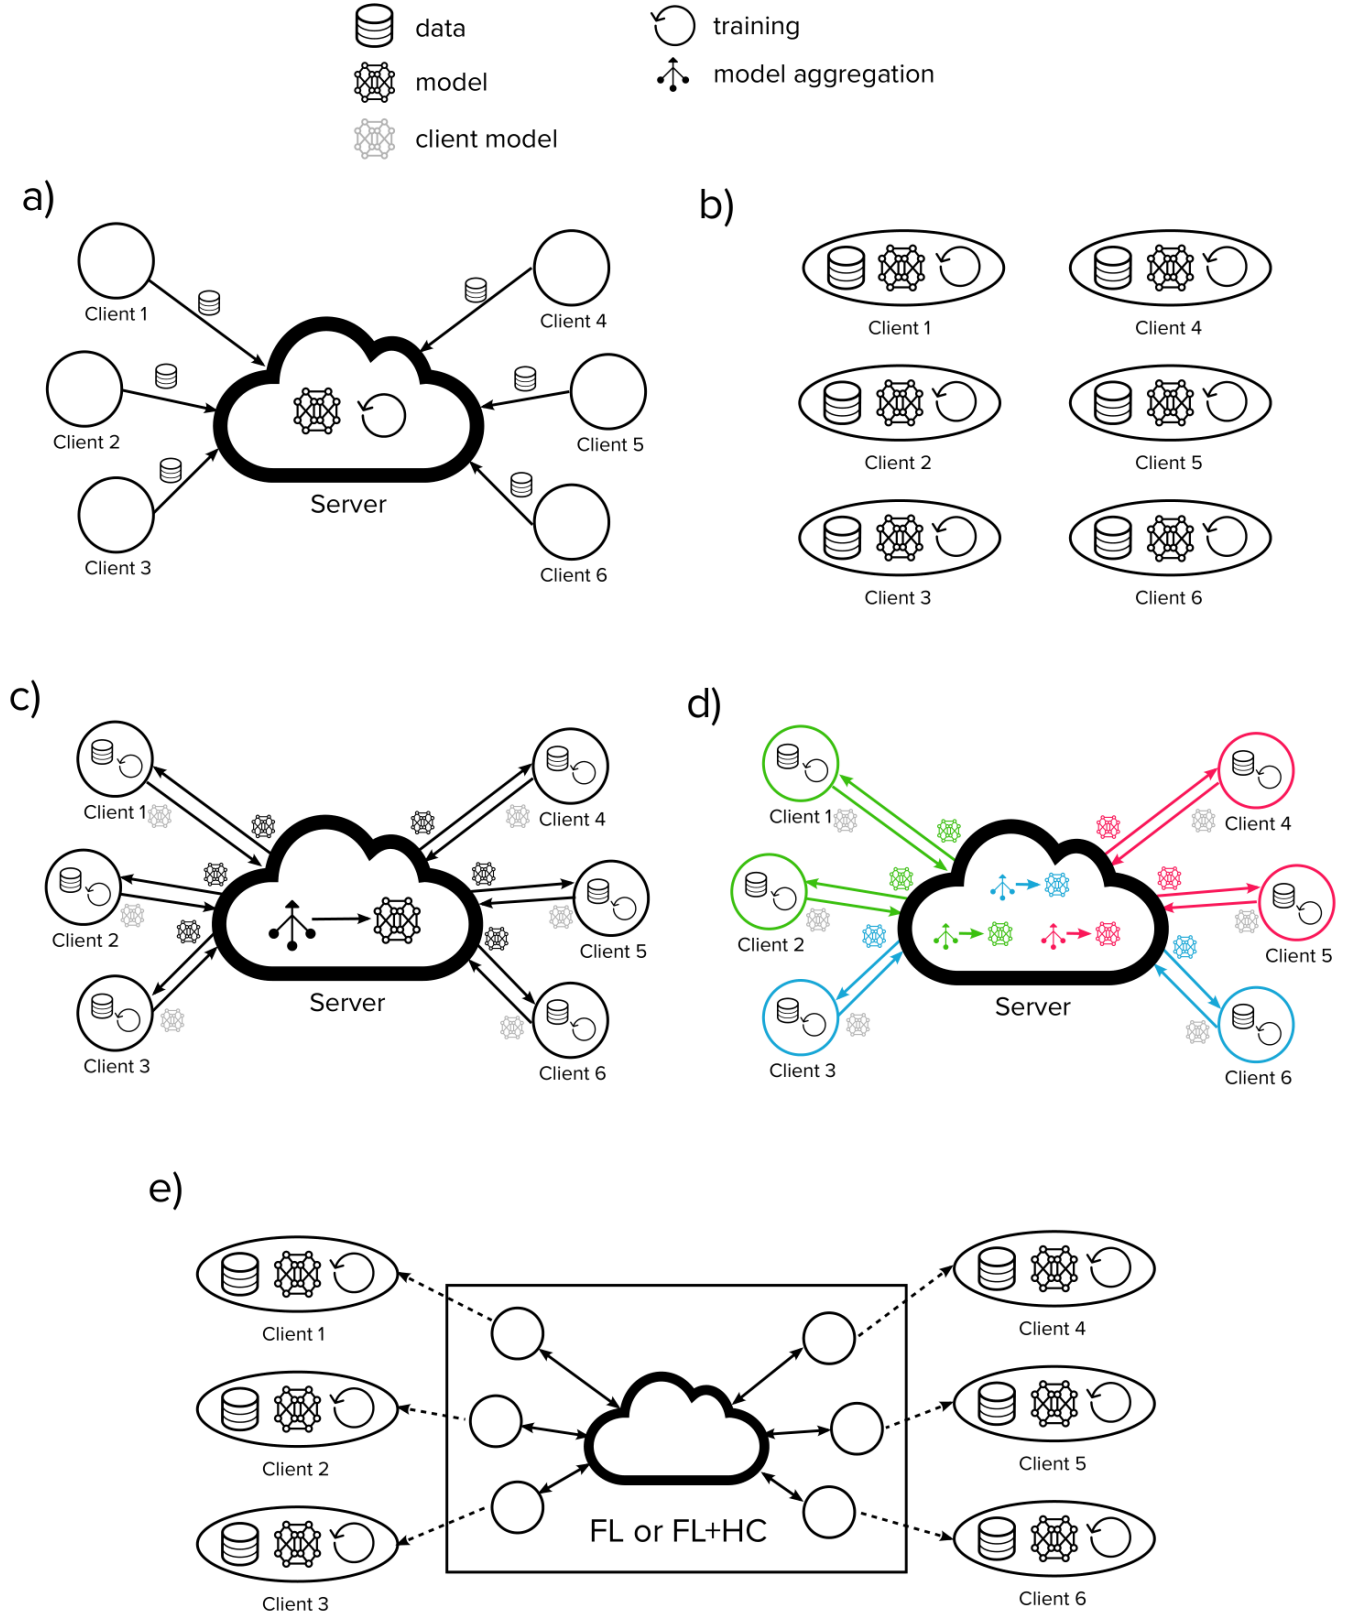 data
training
model
model aggregation
client model
a)
Client 1
Client 4
Client 2
Client 5
Client 3
Client 6
Server
b)
Client 1
Client 4
Client 2
Client 5
Client 3
Client 6
c)
Client 1
Client 4
Client 2
Client 5
Client 3
Client 6
Server
d)
Client 1
Client 4
Client 2
Client 5
Client 3
Client 6
Server
e)
Client 1
Client 4
Client 2
Client 5
Client 3
Client 6
FL or FL+HC